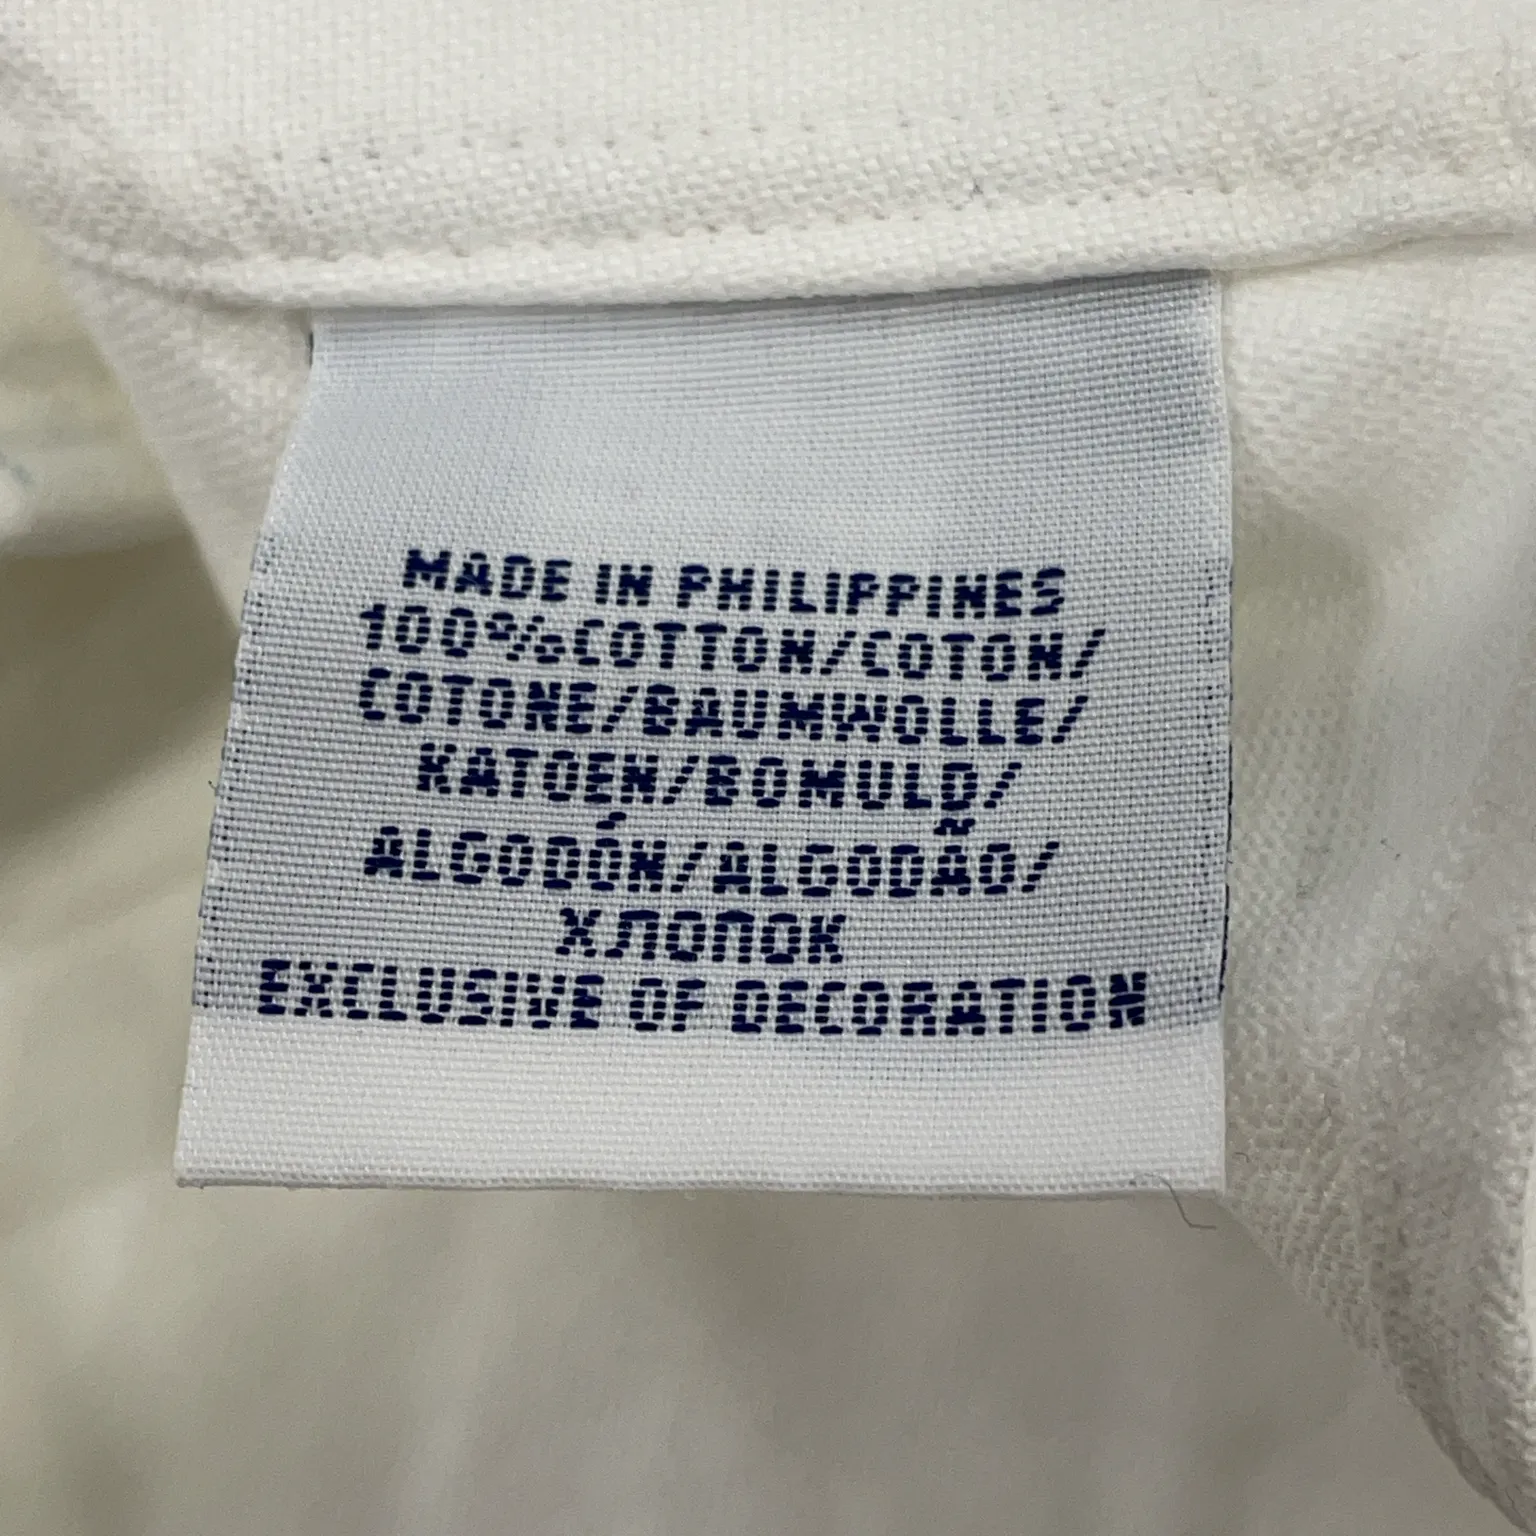 MADE IN PHILIPPINES
100%COTTON/COTON/
COTONE/BAUMWOLLE/
KATOEN/BOMULD/
ALGODÓN/ALGODÃO/
ХЛОПОК
EXCLUSIVE OF DECORATION